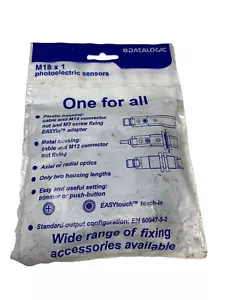 DATALOGIC
M18 x 1
photoelectric sensors
One for all
Plastic housing:
cable and M12 connector
nut and M3 screw fixing
EASYin™ adapter
Metal housing:
cable and M12 connector
nut fixing
Axial or radial optics
Only two housing lengths
Easy and useful setting:
trimmer or push-button
EASYtouch™ teach-in
Standard output configuration: EN 60947-5-2
Wide range of fixing
accessories available